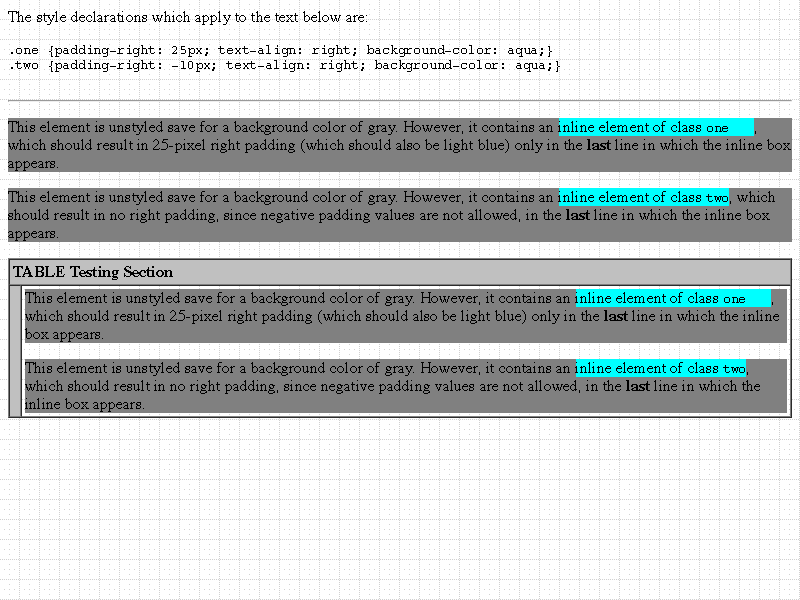 The style declarations which apply to the text below are:
.one {padding-right: 25px; text-align: right; background-color: aqua;}
.two {padding-right: -10px; text-align: right; background-color: aqua;}
This element is unstyled save for a background color of gray. However, it contains an inline element of class one ,
which should result in 25-pixel right padding (which should also be light blue) only in the last line in which the inline box
appears.
This element is unstyled save for a background color of gray. However, it contains an inline element of class two, which
should result in no right padding, since negative padding values are not allowed, in the last line in which the inline box
appears.
TABLE Testing Section
This element is unstyled save for a background color of gray. However, it contains an inline element of class one ,
which should result in 25-pixel right padding (which should also be light blue) only in the last line in which the inline
box appears.
This element is unstyled save for a background color of gray. However, it contains an inline element of class two,
which should result in no right padding, since negative padding values are not allowed, in the last line in which the
inline box appears.